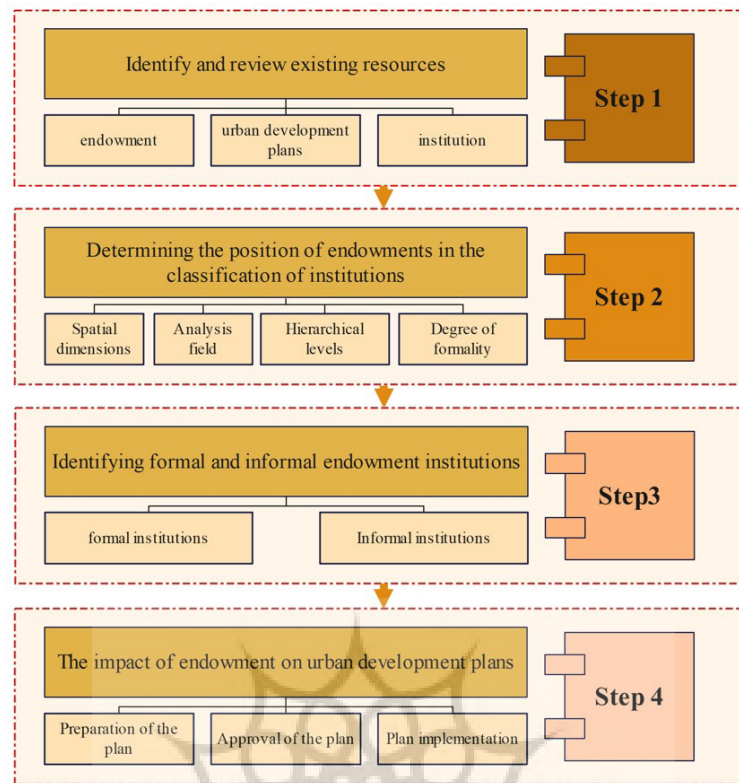 Identify and review existing resources
Step 1
endowment
urban development
plans
institution
Determining the position of endowments in the
classification of institutions
Step 2
Spatial
dimensions
Analysis
field
Hierarchical
levels
Degree of
formality
Identifying formal and informal endowment institutions
Step3
formal institutions
Informal institutions
The impact of endowment on urban development plans
Step 4
Preparation of the
plan
Approval of the plan
Plan implementation